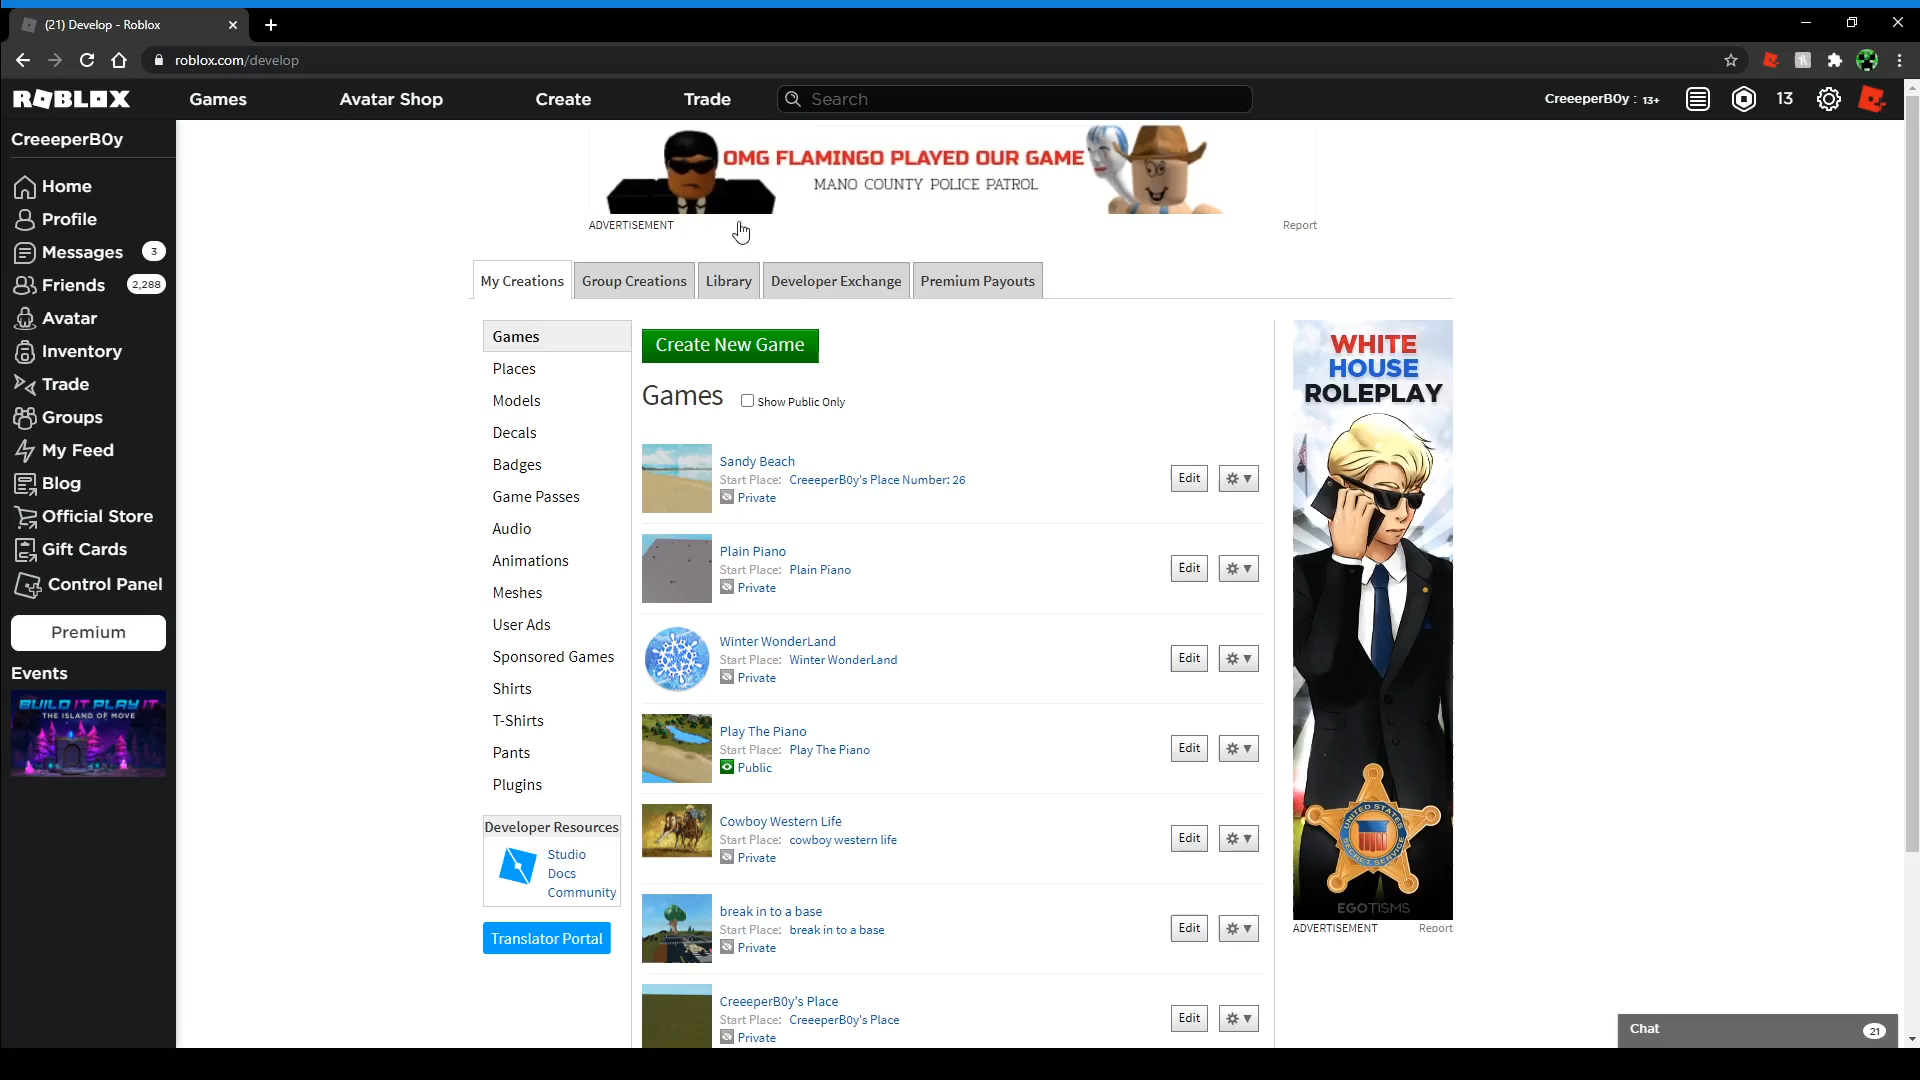 (21) Develop - Roblox
roblox.com/develop
ROBLOX
Games
Avatar Shop
Create
Trade
Search
CreeeperB0y : 13+
13
CreeeperB0y
Home
Profile
Messages 3
Friends 2,288
Avatar
Inventory
Trade
Groups
My Feed
Blog
Official Store
Gift Cards
Control Panel
Premium
Events
BUILD IT PLAY IT
THE ISLAND OF MOVE
OMG FLAMINGO PLAYED OUR GAME
MANO COUNTY POLICE PATROL
ADVERTISEMENT
Report
My Creations
Group Creations
Library
Developer Exchange
Premium Payouts
Games
Places
Models
Decals
Badges
Game Passes
Audio
Animations
Meshes
User Ads
Sponsored Games
Shirts
T-Shirts
Pants
Plugins
Developer Resources
Studio
Docs
Community
Translator Portal
Create New Game
Games
Show Public Only
Sandy Beach
Start Place: CreeeperB0y's Place Number: 26
Private
Edit
Plain Piano
Start Place: Plain Piano
Private
Edit
Winter WonderLand
Start Place: Winter WonderLand
Private
Edit
Play The Piano
Start Place: Play The Piano
Public
Edit
Cowboy Western Life
Start Place: cowboy western life
Private
Edit
break in to a base
Start Place: break in to a base
Private
Edit
CreeeperB0y's Place
Start Place: CreeeperB0y's Place
Private
Edit
WHITE
HOUSE
ROLEPLAY
UNITED STATES
SECRET SERVICE
EGOTISMS
ADVERTISEMENT
Report
Chat 21